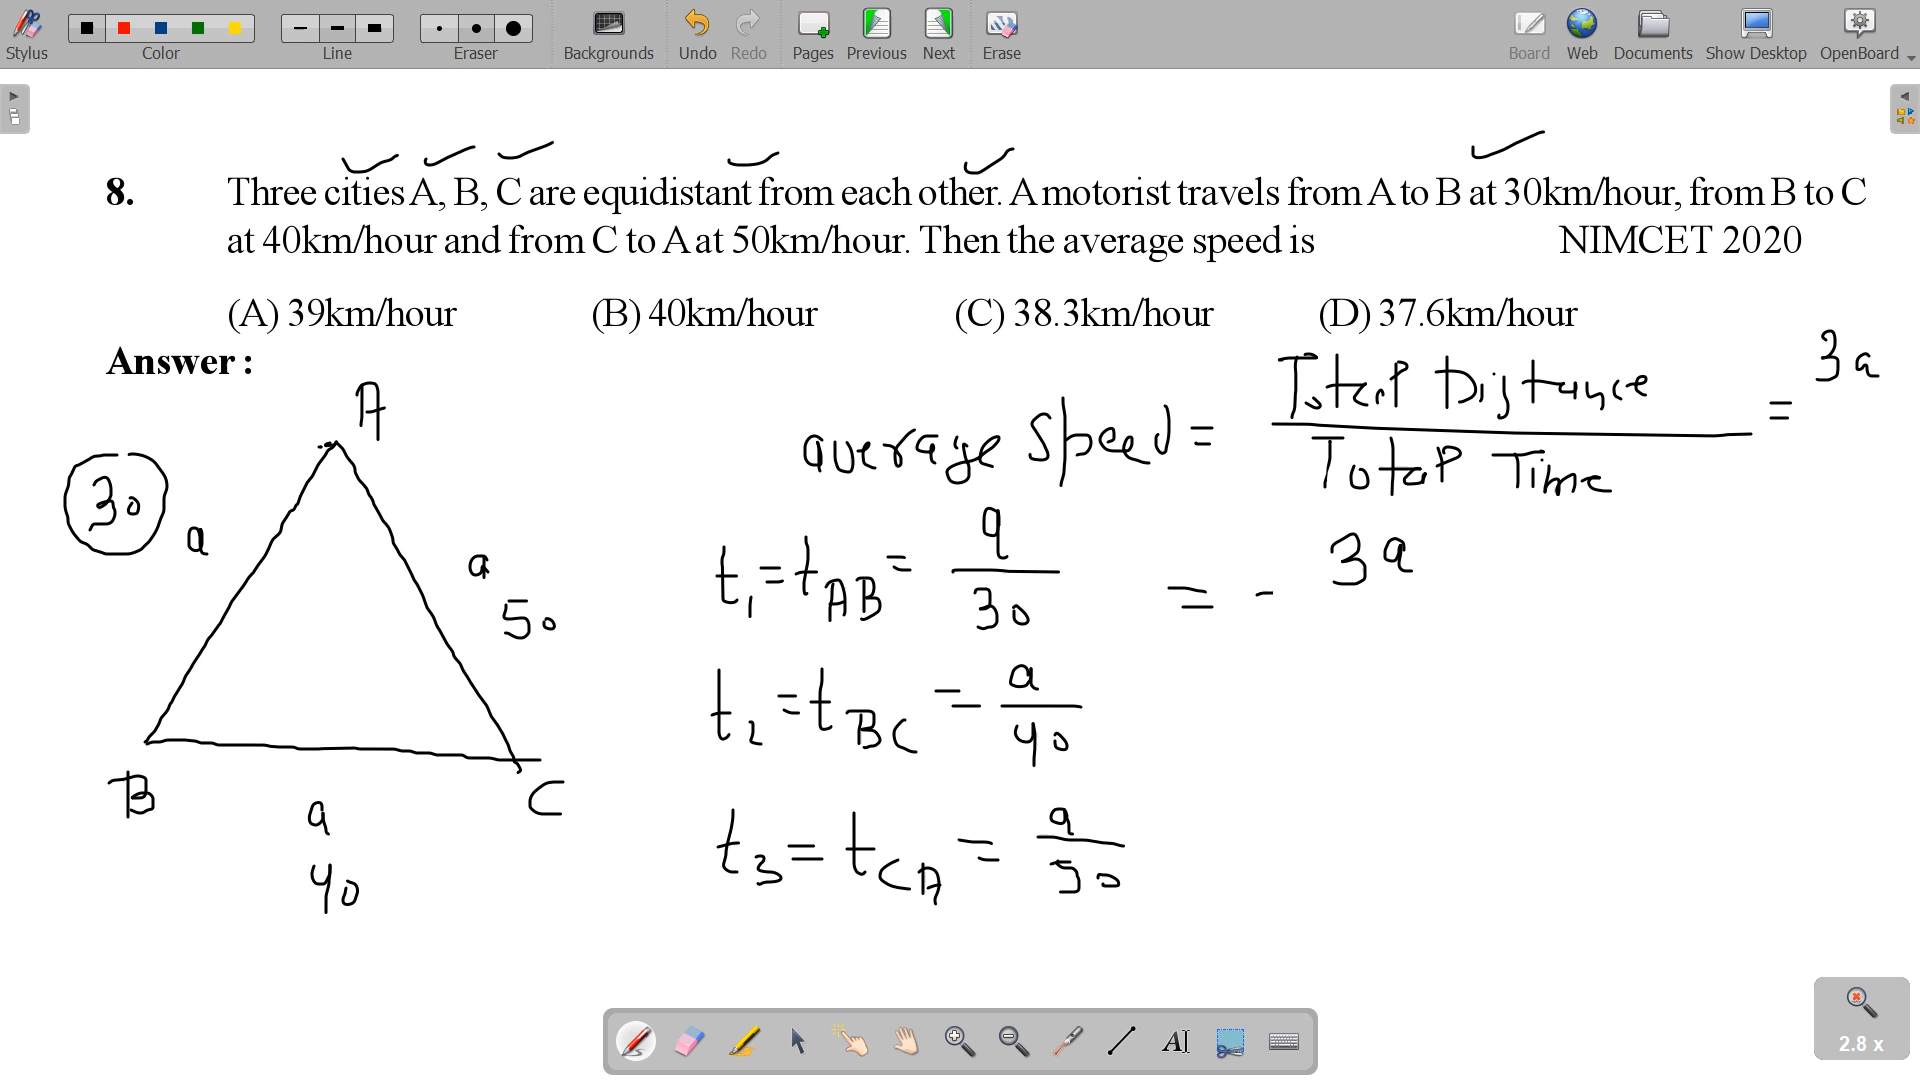 Stylus Color Line Eraser Backgrounds Undo Redo Pages Previous Next Erase Board Web Documents Show Desktop OpenBoard
8. Three cities A, B, C are equidistant from each other. A motorist travels from A to B at 30km/hour, from B to C
at 40km/hour and from C to A at 50km/hour. Then the average speed is NIMCET 2020
(A) 39km/hour (B) 40km/hour (C) 38.3km/hour (D) 37.6km/hour
Answer :
A
30
a
a
50
B
C
a
40
average speed = Total Distance / Total Time = 3a
t1 = tAB = a/30
= - 3a
t2 = tBC = a/40
t3 = tCA = a/50
AI
2.8 x